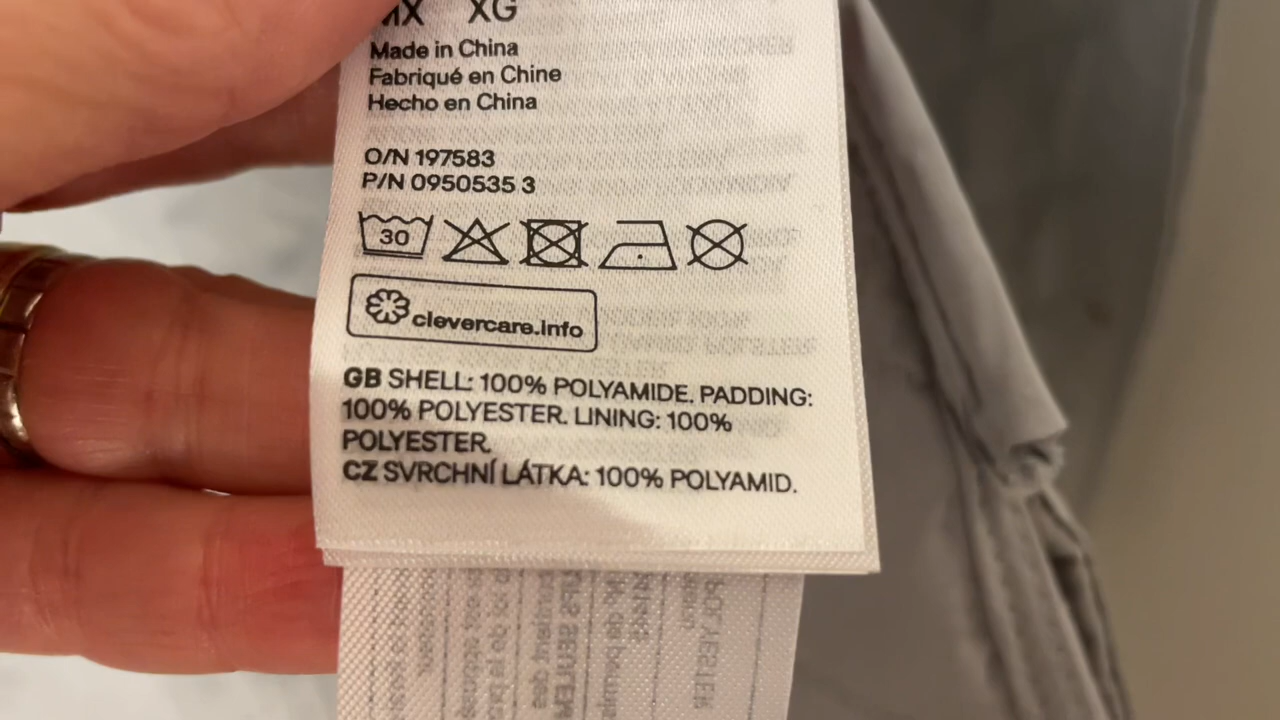 MX XG
Made in China
Fabriqué en Chine
Hecho en China
O/N 197583
P/N 0950535 3
30
clevercare.info
GB SHELL: 100% POLYAMIDE. PADDING:
100% POLYESTER. LINING: 100%
POLYESTER.
CZ SVRCHNÍ LÁTKA: 100% POLYAMID.